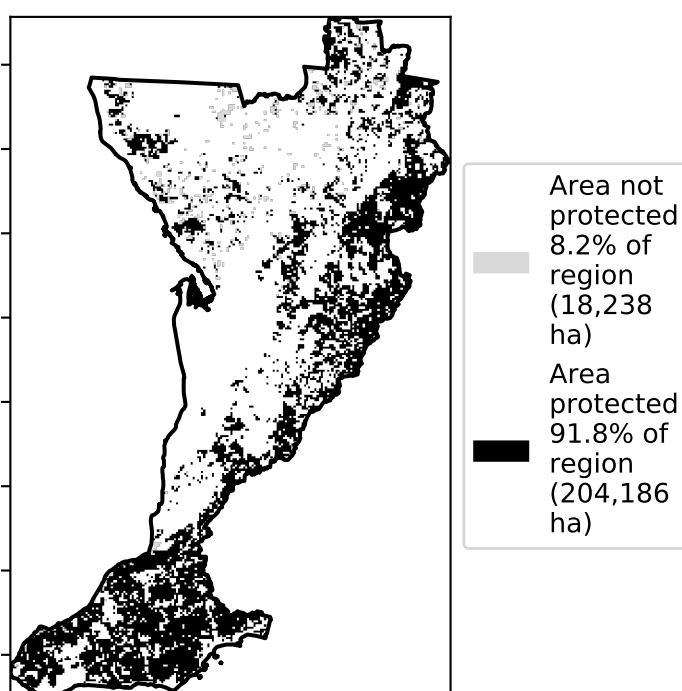 Area not
protected
8.2% of
region
(18,238
ha)
Area
protected
91.8% of
region
(204,186
ha)